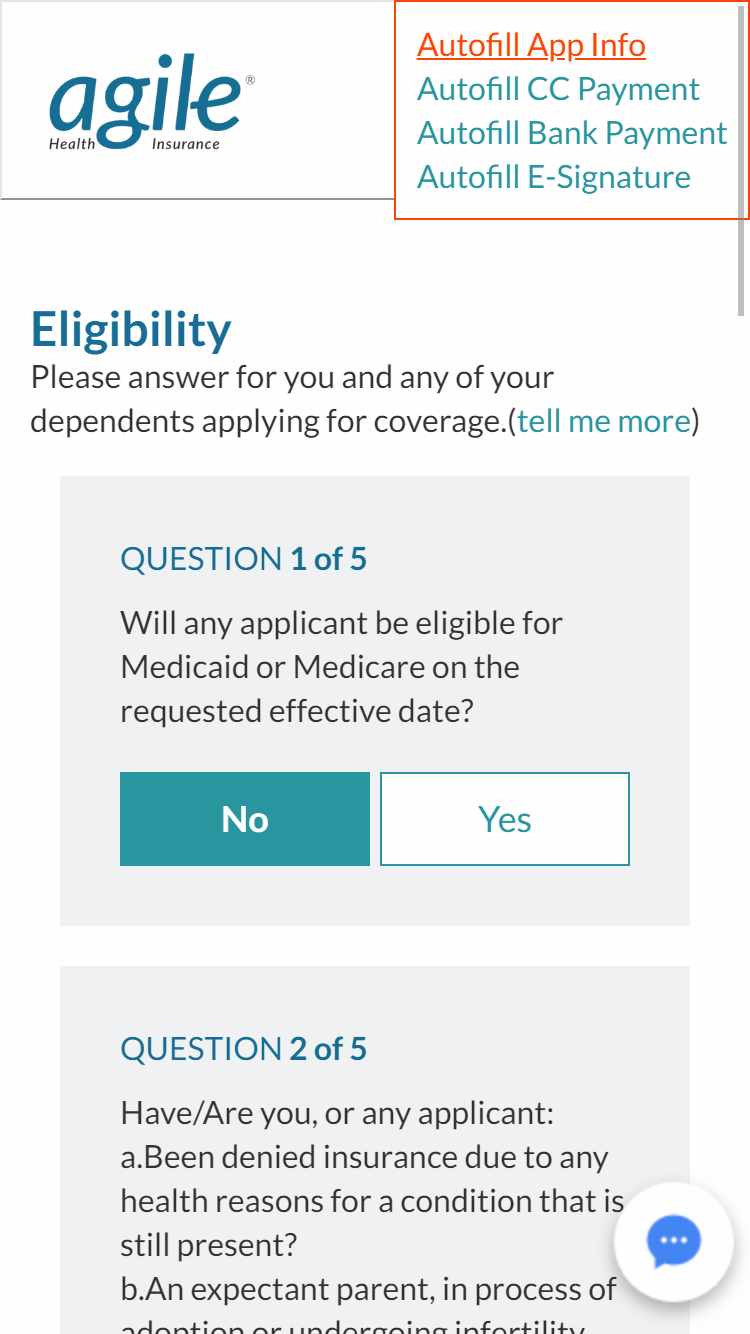 agile®
Health Insurance
Autofill App Info
Autofill CC Payment
Autofill Bank Payment
Autofill E-Signature
Eligibility
Please answer for you and any of your
dependents applying for coverage.(tell me more)
QUESTION 1 of 5
Will any applicant be eligible for
Medicaid or Medicare on the
requested effective date?
No
Yes
QUESTION 2 of 5
Have/Are you, or any applicant:
a.Been denied insurance due to any
health reasons for a condition that is
still present?
b.An expectant parent, in process of
adoption or undergoing infertility